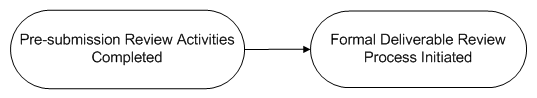 Pre-submission Review Activities
Completed
Formal Deliverable Review
Process Initiated